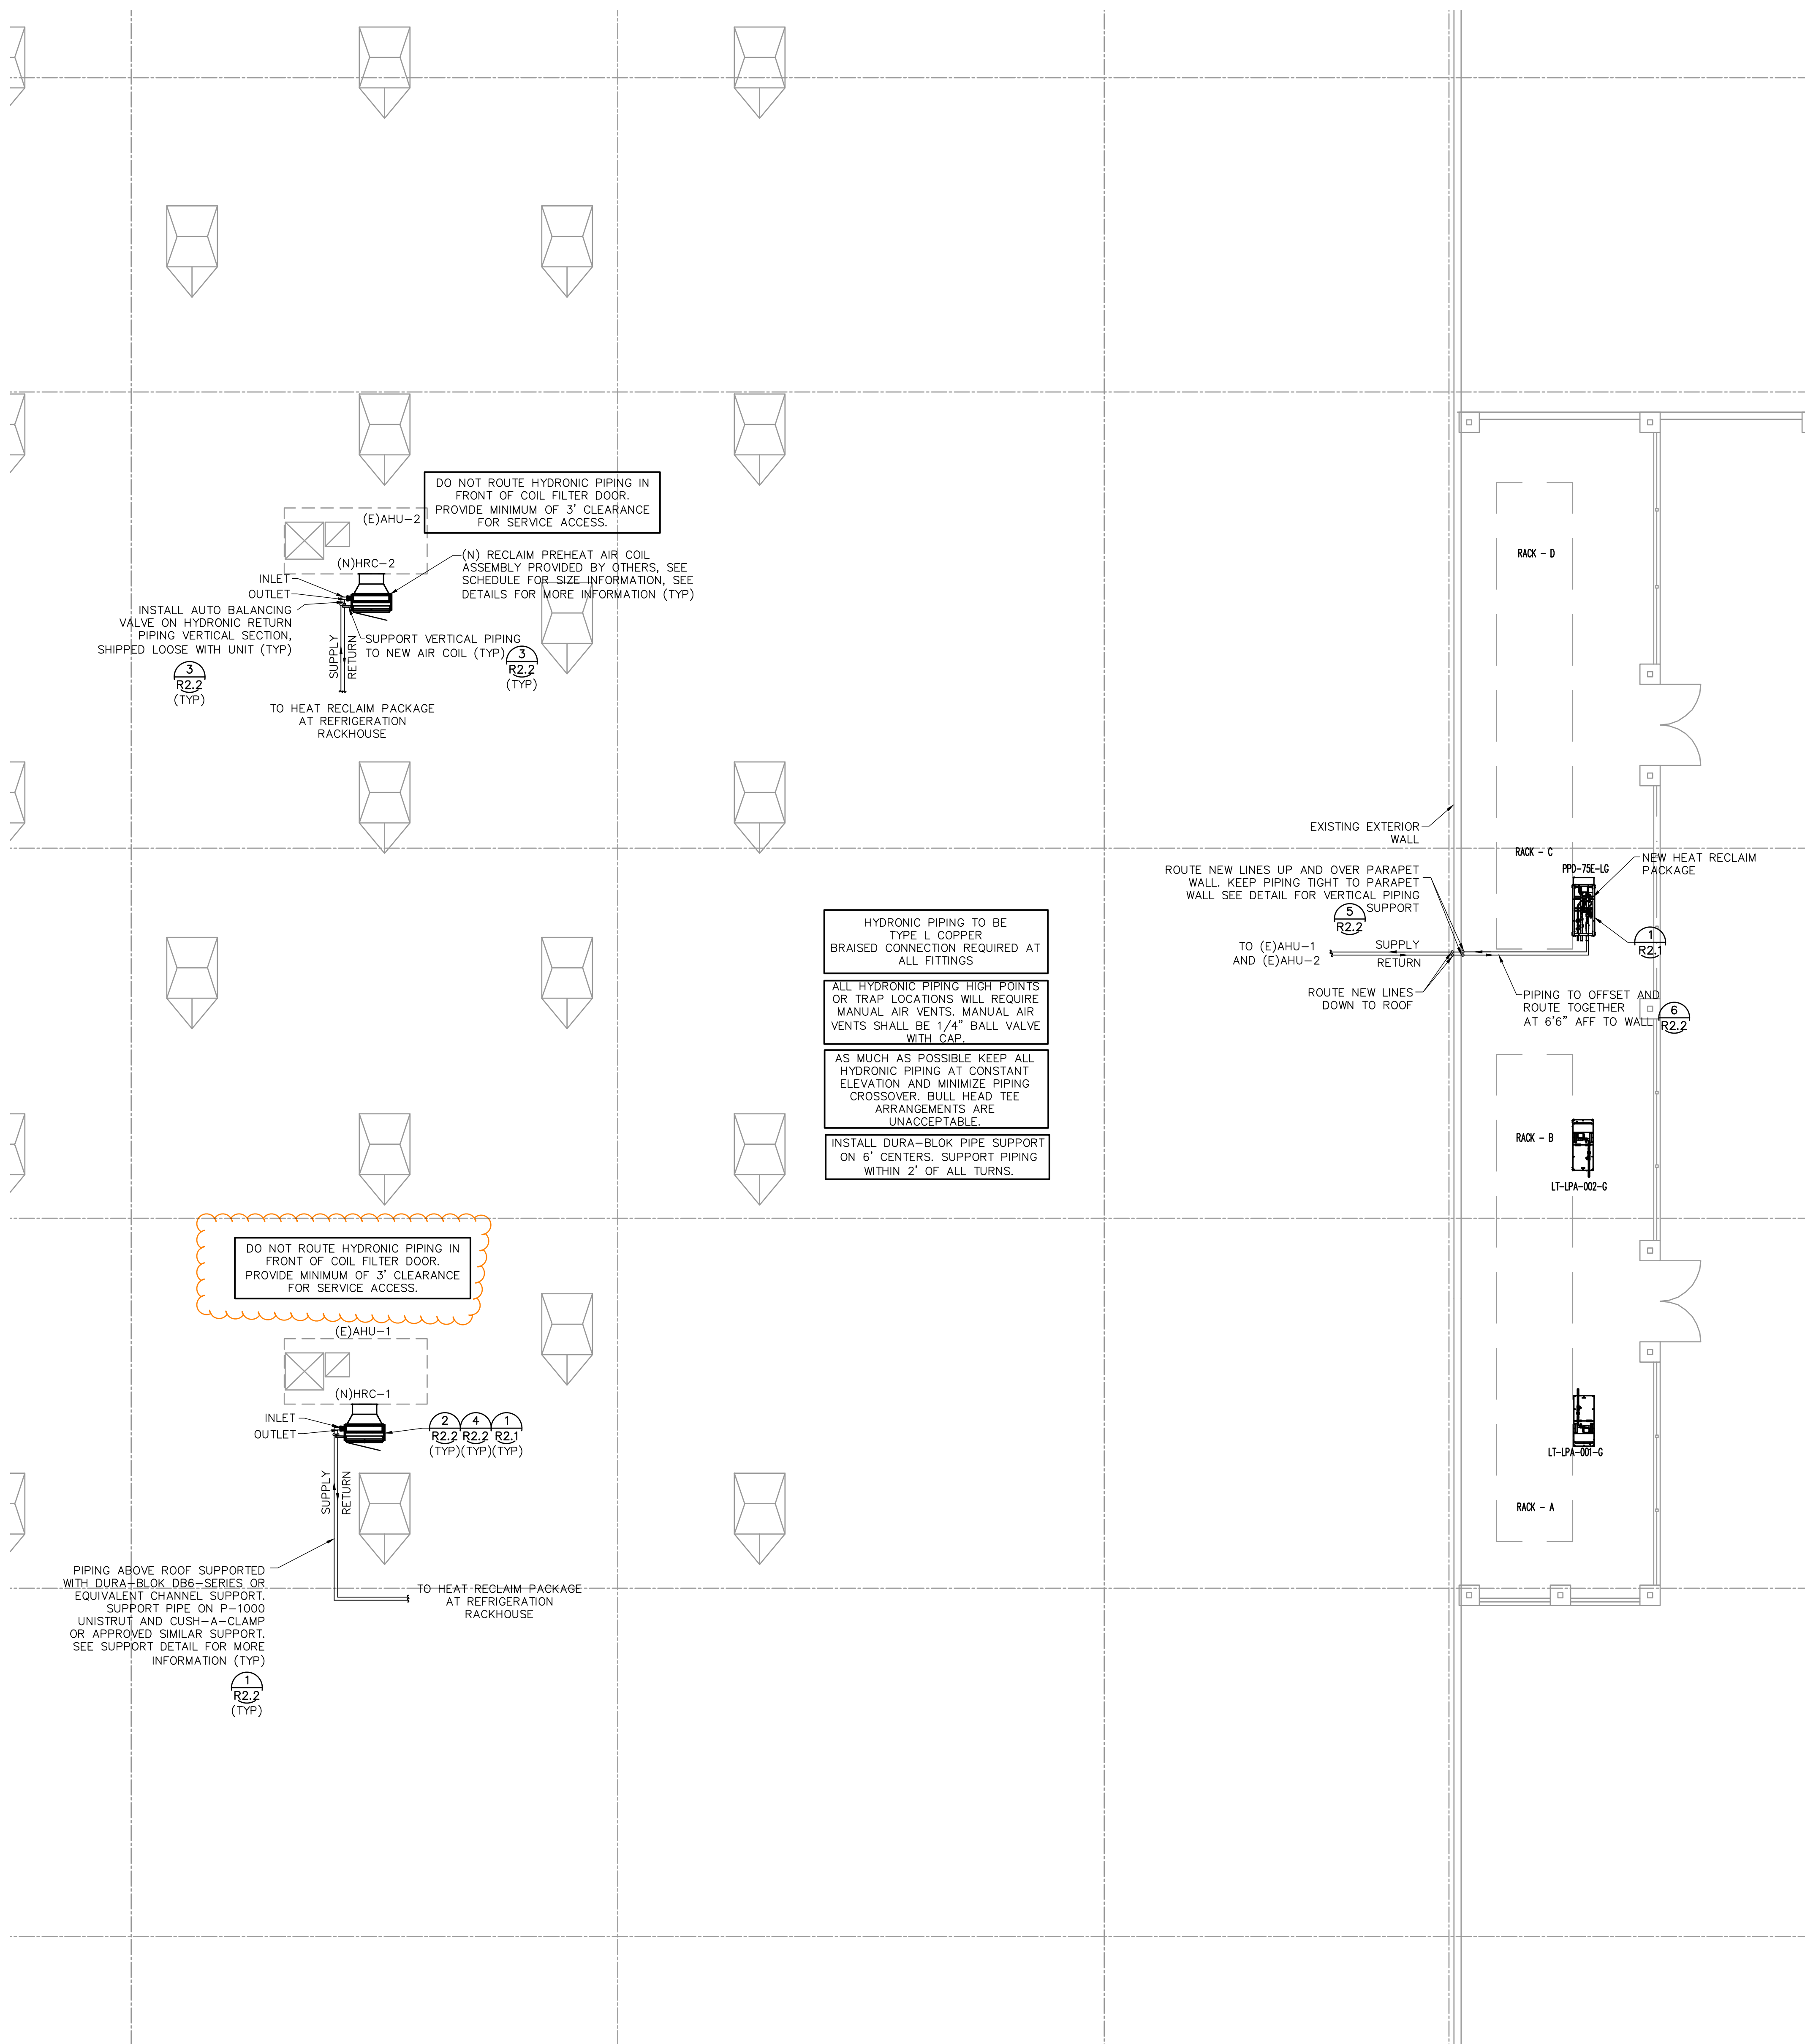 DO NOT ROUTE HYDRONIC PIPING IN
FRONT OF COIL FILTER DOOR.
PROVIDE MINIMUM OF 3' CLEARANCE
FOR SERVICE ACCESS.
(E)AHU-2
(N)HRC-2
(N) RECLAIM PREHEAT AIR COIL
ASSEMBLY PROVIDED BY OTHERS, SEE
SCHEDULE FOR SIZE INFORMATION, SEE
DETAILS FOR MORE INFORMATION (TYP)
INLET
OUTLET
INSTALL AUTO BALANCING
VALVE ON HYDRONIC RETURN
PIPING VERTICAL SECTION,
SHIPPED LOOSE WITH UNIT (TYP)
3
R2.2
(TYP)
SUPPLY
RETURN
SUPPORT VERTICAL PIPING
TO NEW AIR COIL (TYP)
3
R2.2
(TYP)
TO HEAT RECLAIM PACKAGE
AT REFRIGERATION
RACKHOUSE
RACK - D
EXISTING EXTERIOR
WALL
RACK - C
PPD-75E-LG
NEW HEAT RECLAIM
PACKAGE
ROUTE NEW LINES UP AND OVER PARAPET
WALL. KEEP PIPING TIGHT TO PARAPET
WALL SEE DETAIL FOR VERTICAL PIPING
SUPPORT
5
R2.2
1
R2.1
TO (E)AHU-1
AND (E)AHU-2
SUPPLY
RETURN
ROUTE NEW LINES
DOWN TO ROOF
PIPING TO OFFSET AND
ROUTE TOGETHER
AT 6'6" AFF TO WALL
6
R2.2
HYDRONIC PIPING TO BE
TYPE L COPPER
BRAISED CONNECTION REQUIRED AT
ALL FITTINGS
ALL HYDRONIC PIPING HIGH POINTS
OR TRAP LOCATIONS WILL REQUIRE
MANUAL AIR VENTS. MANUAL AIR
VENTS SHALL BE 1/4" BALL VALVE
WITH CAP.
AS MUCH AS POSSIBLE KEEP ALL
HYDRONIC PIPING AT CONSTANT
ELEVATION AND MINIMIZE PIPING
CROSSOVER. BULL HEAD TEE
ARRANGEMENTS ARE
UNACCEPTABLE.
INSTALL DURA-BLOK PIPE SUPPORT
ON 6' CENTERS. SUPPORT PIPING
WITHIN 2' OF ALL TURNS.
RACK - B
LT-LPA-002-G
DO NOT ROUTE HYDRONIC PIPING IN
FRONT OF COIL FILTER DOOR.
PROVIDE MINIMUM OF 3' CLEARANCE
FOR SERVICE ACCESS.
(E)AHU-1
(N)HRC-1
INLET
OUTLET
2 4 1
R2.2 R2.2 R2.1
(TYP)(TYP)(TYP)
LT-LPA-001-G
RACK - A
SUPPLY
RETURN
PIPING ABOVE ROOF SUPPORTED
WITH DURA-BLOK DB6-SERIES OR
EQUIVALENT CHANNEL SUPPORT.
SUPPORT PIPE ON P-1000
UNISTRUT AND CUSH-A-CLAMP
OR APPROVED SIMILAR SUPPORT.
SEE SUPPORT DETAIL FOR MORE
INFORMATION (TYP)
1
R2.2
(TYP)
TO HEAT RECLAIM PACKAGE
AT REFRIGERATION
RACKHOUSE